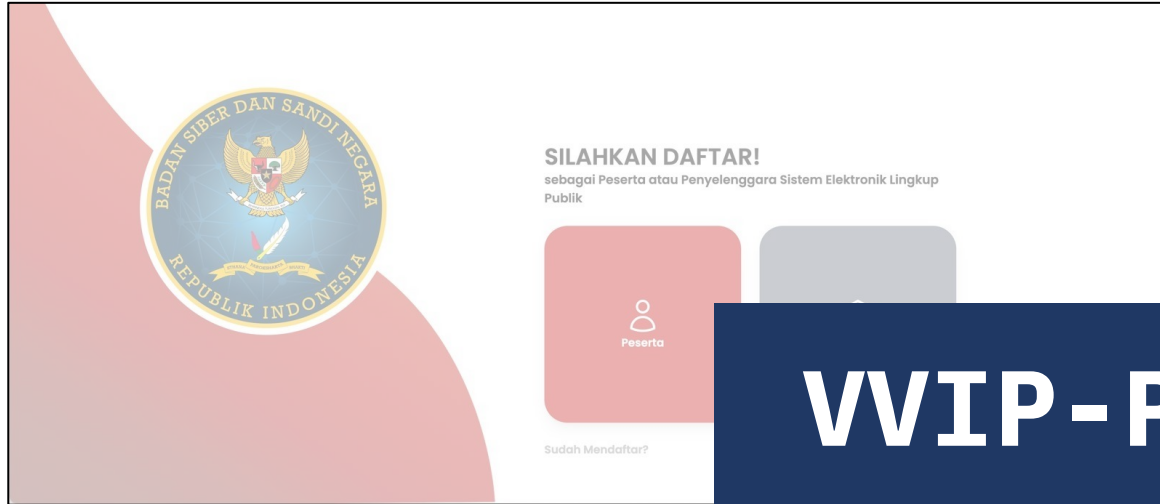 BADAN SIBER DAN SANDI NEGARA
REPUBLIK INDONESIA
SILAHKAN DAFTAR!
sebagai Peserta atau Penyelenggara Sistem Elektronik Lingkup
Publik
Peserta
Sudah Mendaftar?
VVIP-P